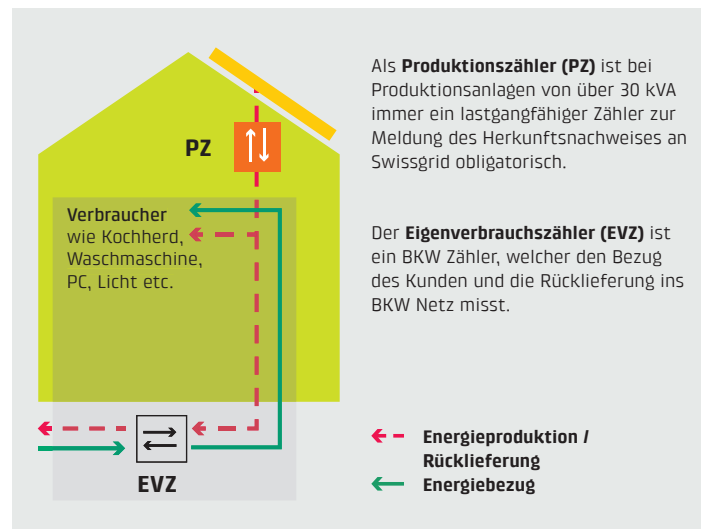 PZ
Verbraucher
wie Kochherd,
Waschmaschine,
PC, Licht etc.
EVZ
Als Produktionszähler (PZ) ist bei
Produktionsanlagen von über 30 kVA
immer ein lastgangfähiger Zähler zur
Meldung des Herkunftsnachweises an
Swissgrid obligatorisch.
Der Eigenverbrauchszähler (EVZ) ist
ein BKW Zähler, welcher den Bezug
des Kunden und die Rücklieferung ins
BKW Netz misst.
Energieproduktion /
Rücklieferung
Energiebezug